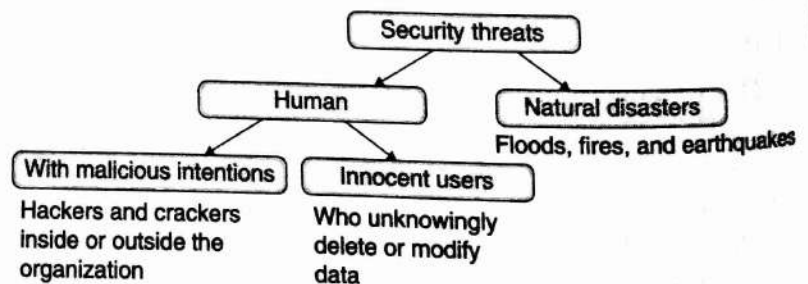 Security threats
Human
Natural disasters
Floods, fires, and earthquakes
With malicious intentions
Innocent users
Hackers and crackers
inside or outside the
organization
Who unknowingly
delete or modify
data